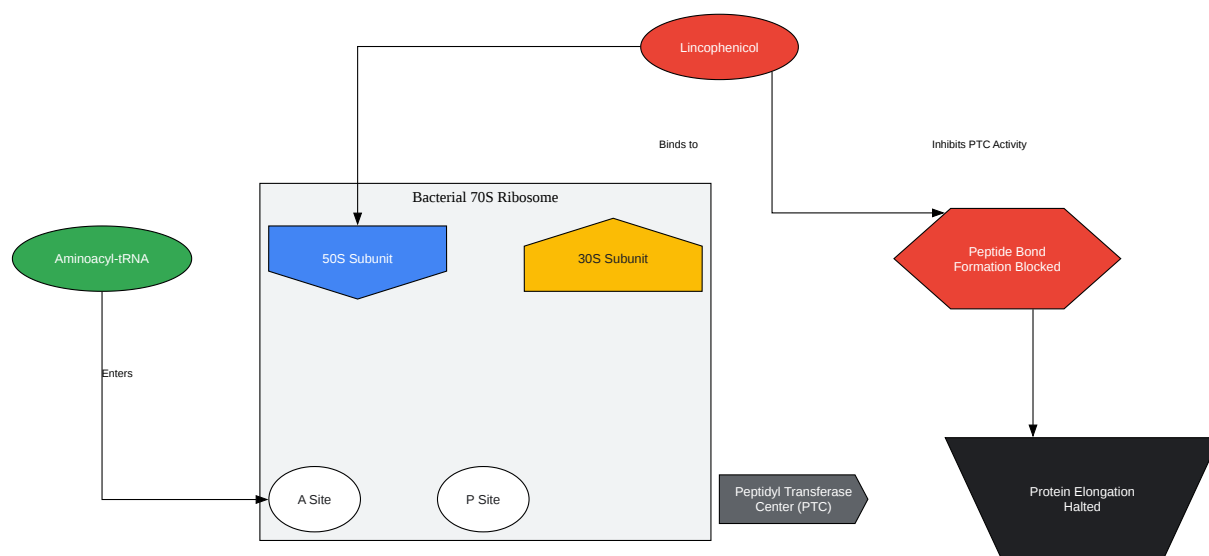 Lincophenicol
Binds to
Inhibits PTC Activity
Bacterial 70S Ribosome
Aminoacyl-tRNA
50S Subunit
30S Subunit
Peptide Bond
Formation Blocked
Enters
A Site
P Site
Peptidyl Transferase
Center (PTC)
Protein Elongation
Halted